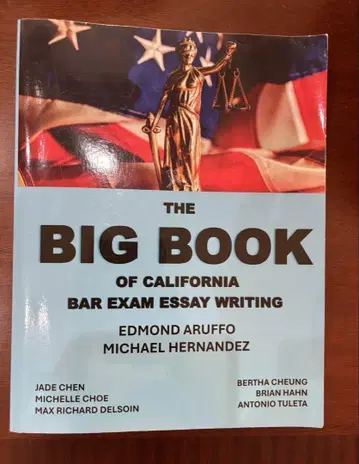 THE
BIG BOOK
OF CALIFORNIA
BAR EXAM ESSAY WRITING
EDMOND ARUFFO
MICHAEL HERNANDEZ
JADE CHEN
MICHELLE CHOE
MAX RICHARD DELSOIN
BERTHA CHEUNG
BRIAN HAHN
ANTONIO TULETA